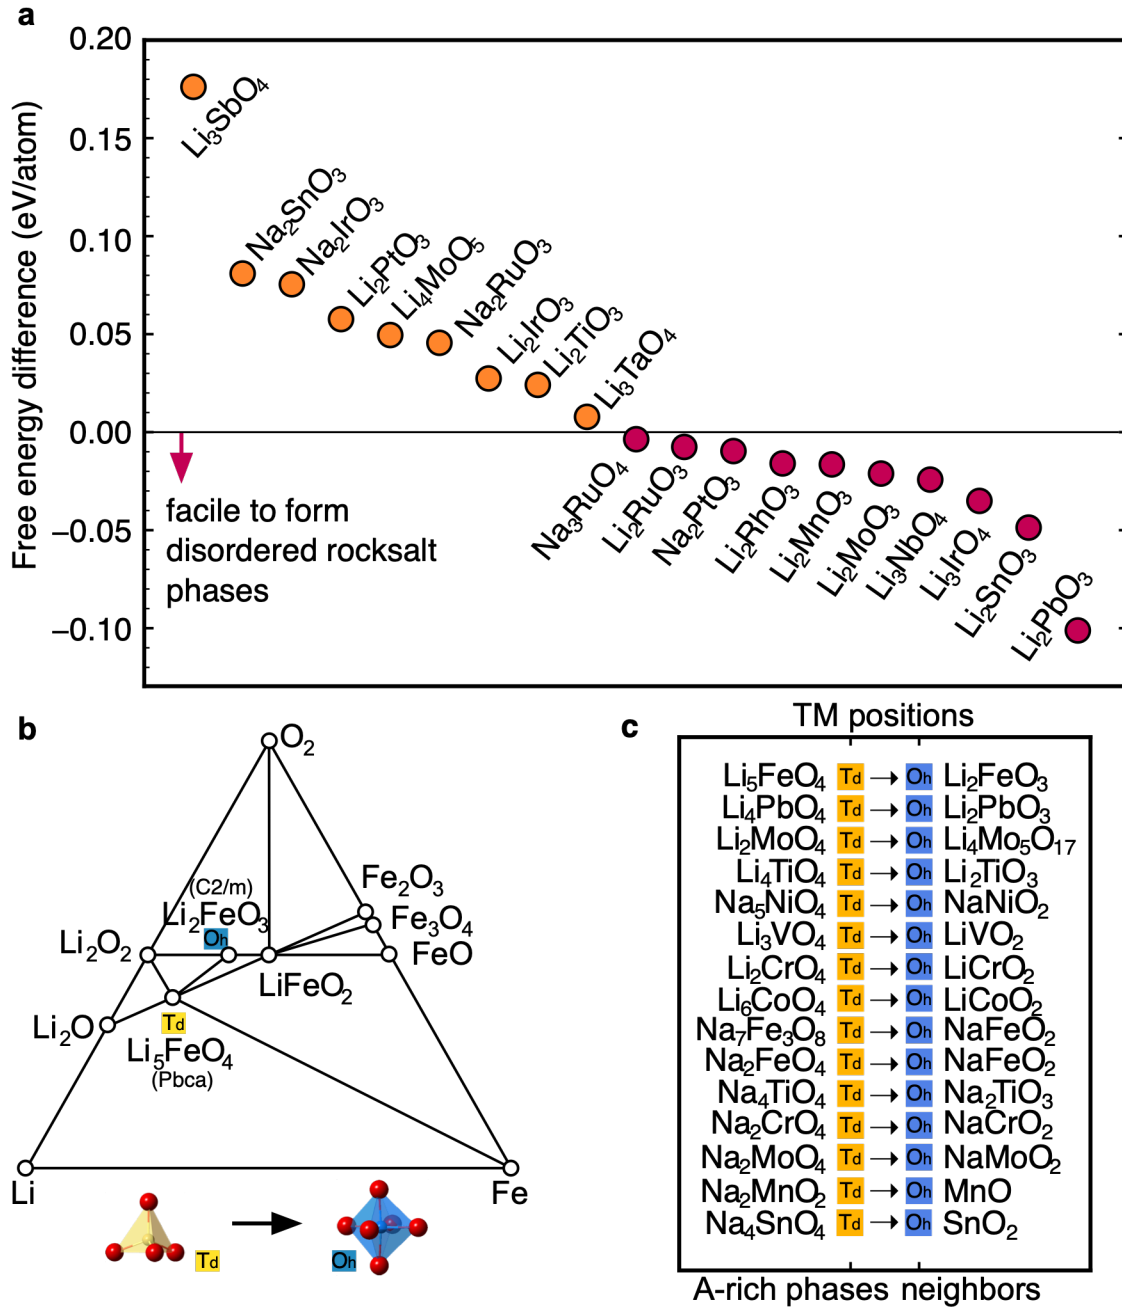 a
Free energy difference (eV/atom)
0.20
0.15
0.10
0.05
0.00
−0.05
−0.10
Li₃SbO₄
Na₂SnO₃
Na₂IrO₃
Li₂PtO₃
Li₄MoO₅
Na₂RuO₃
Li₂IrO₃
Li₂TiO₃
Li₃TaO₄
Na₃RuO₄
Li₂RuO₃
Na₂PtO₃
Li₂RhO₃
Li₂MnO₃
Li₂MoO₃
Li₃NbO₄
Li₃IrO₄
Li₂SnO₃
Li₂PbO₃
facile to form
disordered rocksalt
phases
b
O₂
Fe₂O₃
(C2/m)
Li₂FeO₃
Oh
Fe₃O₄
Li₂O₂
FeO
LiFeO₂
Li₂O
Td
Li₅FeO₄
(Pbca)
Li
Fe
Td
Oh
c
TM positions
Li₅FeO₄ Td → Oh Li₂FeO₃
Li₄PbO₄ Td → Oh Li₂PbO₃
Li₂MoO₄ Td → Oh Li₄Mo₅O₁₇
Li₄TiO₄ Td → Oh Li₂TiO₃
Na₅NiO₄ Td → Oh NaNiO₂
Li₃VO₄ Td → Oh LiVO₂
Li₂CrO₄ Td → Oh LiCrO₂
Li₆CoO₄ Td → Oh LiCoO₂
Na₇Fe₃O₈ Td → Oh NaFeO₂
Na₂FeO₄ Td → Oh NaFeO₂
Na₄TiO₄ Td → Oh Na₂TiO₃
Na₂CrO₄ Td → Oh NaCrO₂
Na₂MoO₄ Td → Oh NaMoO₂
Na₂MnO₂ Td → Oh MnO
Na₄SnO₄ Td → Oh SnO₂
A-rich phases neighbors